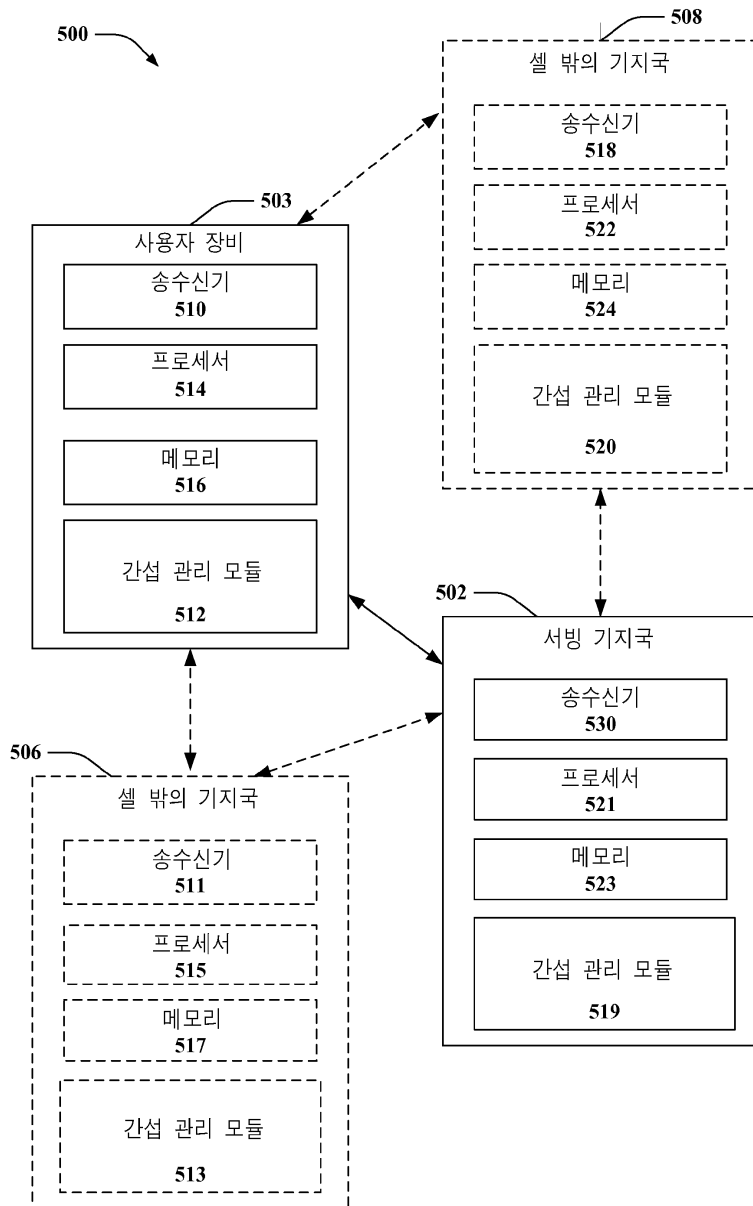 500
508
셀 밖의 기지국
송수신기
518
프로세서
522
메모리
524
간섭 관리 모듈
520
503
사용자 장비
송수신기
510
프로세서
514
메모리
516
간섭 관리 모듈
512
502
서빙 기지국
송수신기
530
프로세서
521
메모리
523
간섭 관리 모듈
519
506
셀 밖의 기지국
송수신기
511
프로세서
515
메모리
517
간섭 관리 모듈
513